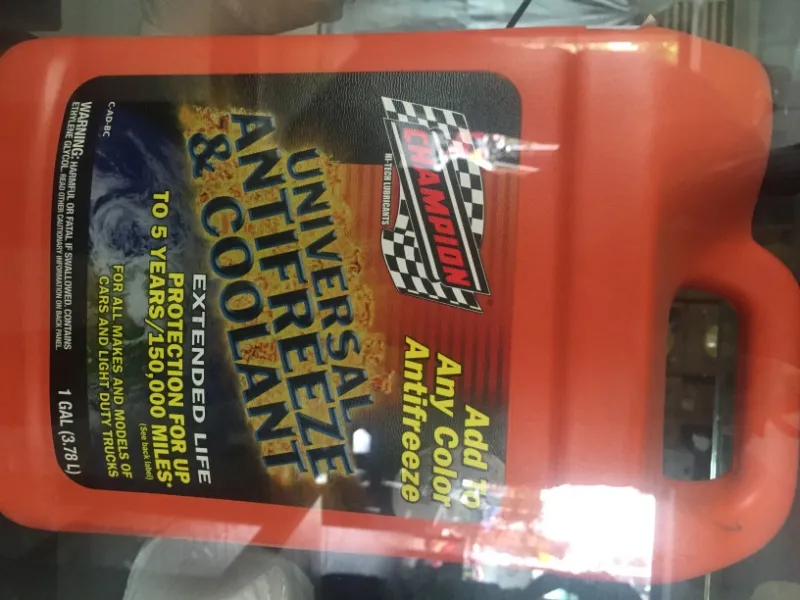 CHAMPION
HI-TECH LUBRICANTS
Add To
Any Color
Antifreeze
UNIVERSAL
ANTIFREEZE
& COOLANT
EXTENDED LIFE
PROTECTION FOR UP
TO 5 YEARS/150,000 MILES*
(See back label)
FOR ALL MAKES AND MODELS OF
CARS AND LIGHT DUTY TRUCKS
C-AD-BC
WARNING: HARMFUL OR FATAL IF SWALLOWED. CONTAINS
ETHYLENE GLYCOL. READ OTHER CAUTIONARY INFORMATION ON BACK PANEL.
1 GAL (3.78 L)